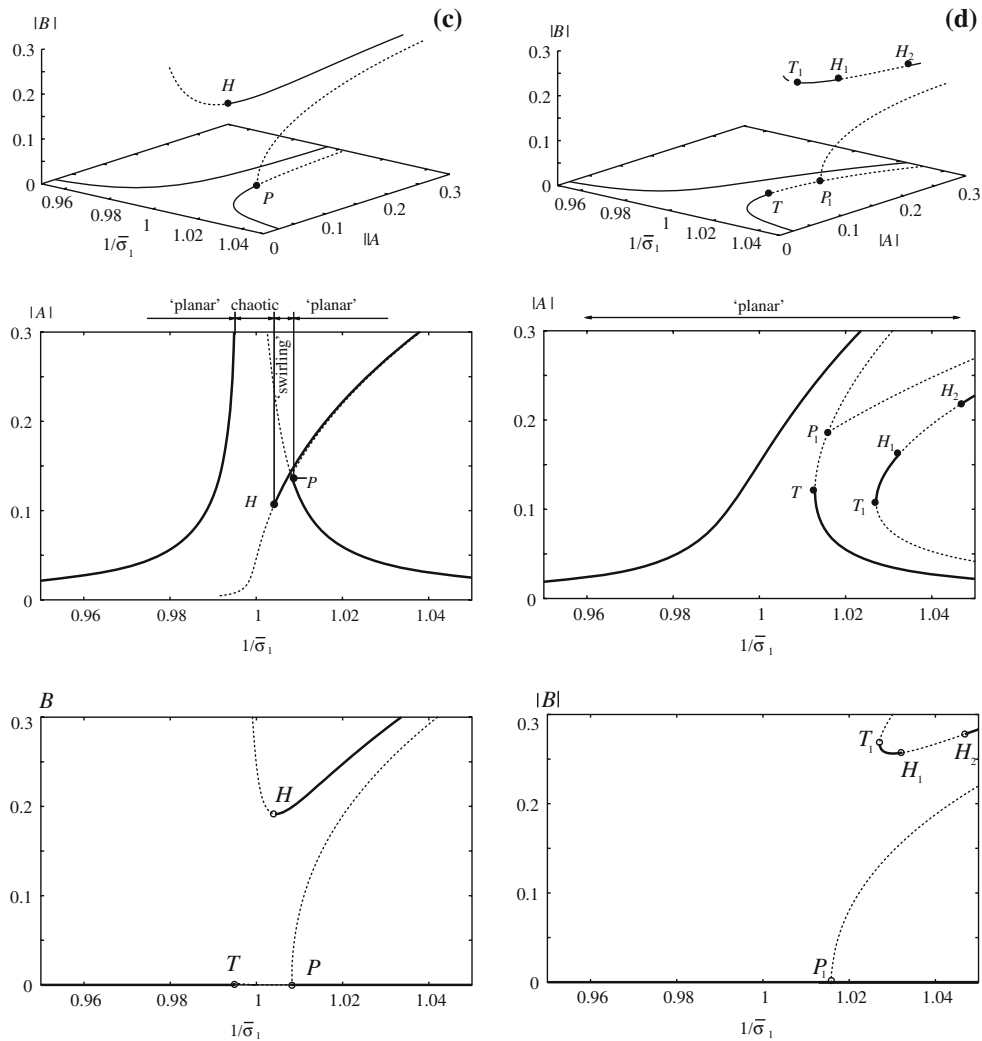 (c)
|B|
0.3
0.2
0.1
0
H
P
0.96
0.98
1
1.02
1.04
0
0.1
0.2
0.3
1/σ̅₁
||A
(d)
|B|
0.3
0.2
0.1
0
T₁
H₁
H₂
T
P₁
0.96
0.98
1
1.02
1.04
0
0.1
0.2
0.3
1/σ̅₁
|A|
|A|
'planar' chaotic 'planar'
'swirling'
0.3
0.2
0.1
0
H
P
0.96 0.98 1 1.02 1.04
1/σ̅₁
|A|
'planar'
0.3
0.2
0.1
0
P₁
T
H₂
H₁
T₁
0.96 0.98 1 1.02 1.04
1/σ̅₁
B
0.3
0.2
0.1
0
H
T
P
0.96 0.98 1 1.02 1.04
1/σ̅₁
|B|
0.3
0.2
0.1
0
T₁
H₁
H₂
P₁
0.96 0.98 1 1.02 1.04
1/σ̅₁